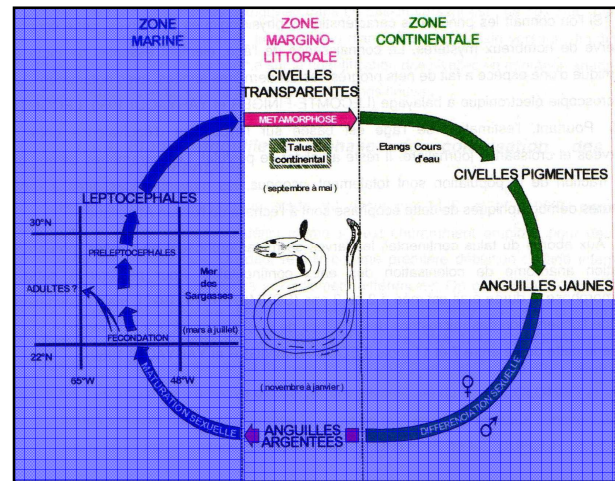 ZONE
MARINE
ZONE
MARGINO-
LITTORALE
ZONE
CONTINENTALE
CIVELLES
TRANSPARENTES
METAMORPHOSE
Talus
continental
(septembre à mai)
Etangs Cours
d'eau
CIVELLES PIGMENTEES
LEPTOCEPHALES
30°N
PRELEPTOCEPHALES
Mer
des
Sargasses
ADULTES ?
(mars à juillet)
FECONDATION
22°N
65°W
48°W
ANGUILLES JAUNES
♀
♂
DIFFERENCIATION SEXUELLE
(novembre à janvier)
ANGUILLES
ARGENTEES
MATURATION SEXUELLE